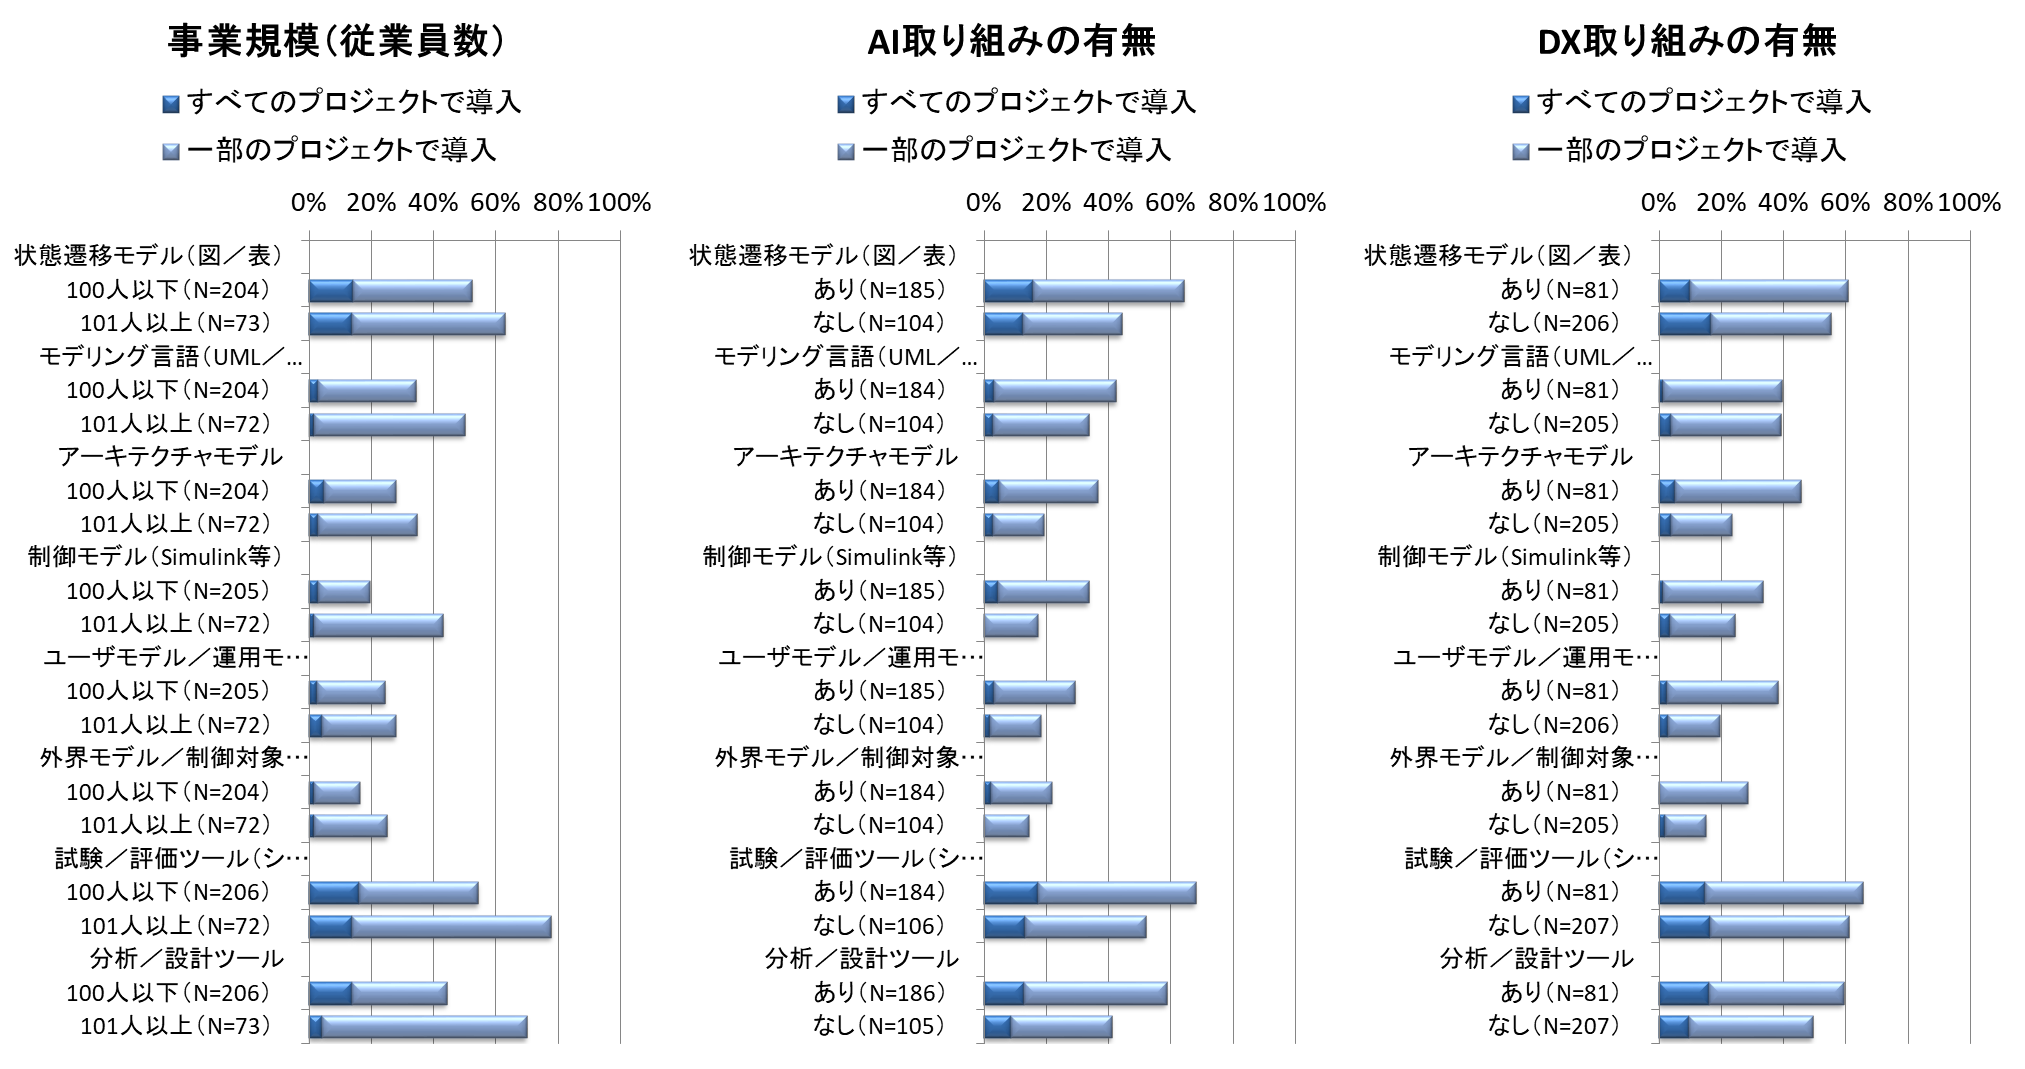 事業規模（従業員数）
すべてのプロジェクトで導入
一部のプロジェクトで導入
0% 20% 40% 60% 80% 100%
状態遷移モデル（図／表）
100人以下（N=204）
101人以上（N=73）
モデリング言語（UML／…
100人以下（N=204）
101人以上（N=72）
アーキテクチャモデル
100人以下（N=204）
101人以上（N=72）
制御モデル（Simulink等）
100人以下（N=205）
101人以上（N=72）
ユーザモデル／運用モ…
100人以下（N=205）
101人以上（N=72）
外界モデル／制御対象…
100人以下（N=204）
101人以上（N=72）
試験／評価ツール（シ…
100人以下（N=206）
101人以上（N=72）
分析／設計ツール
100人以下（N=206）
101人以上（N=73）
AI取り組みの有無
すべてのプロジェクトで導入
一部のプロジェクトで導入
0% 20% 40% 60% 80% 100%
状態遷移モデル（図／表）
あり（N=185）
なし（N=104）
モデリング言語（UML／…
あり（N=184）
なし（N=104）
アーキテクチャモデル
あり（N=184）
なし（N=104）
制御モデル（Simulink等）
あり（N=185）
なし（N=104）
ユーザモデル／運用モ…
あり（N=185）
なし（N=104）
外界モデル／制御対象…
あり（N=184）
なし（N=104）
試験／評価ツール（シ…
あり（N=184）
なし（N=106）
分析／設計ツール
あり（N=186）
なし（N=105）
DX取り組みの有無
すべてのプロジェクトで導入
一部のプロジェクトで導入
0% 20% 40% 60% 80% 100%
状態遷移モデル（図／表）
あり（N=81）
なし（N=206）
モデリング言語（UML／…
あり（N=81）
なし（N=205）
アーキテクチャモデル
あり（N=81）
なし（N=205）
制御モデル（Simulink等）
あり（N=81）
なし（N=205）
ユーザモデル／運用モ…
あり（N=81）
なし（N=206）
外界モデル／制御対象…
あり（N=81）
なし（N=205）
試験／評価ツール（シ…
あり（N=81）
なし（N=207）
分析／設計ツール
あり（N=81）
なし（N=207）